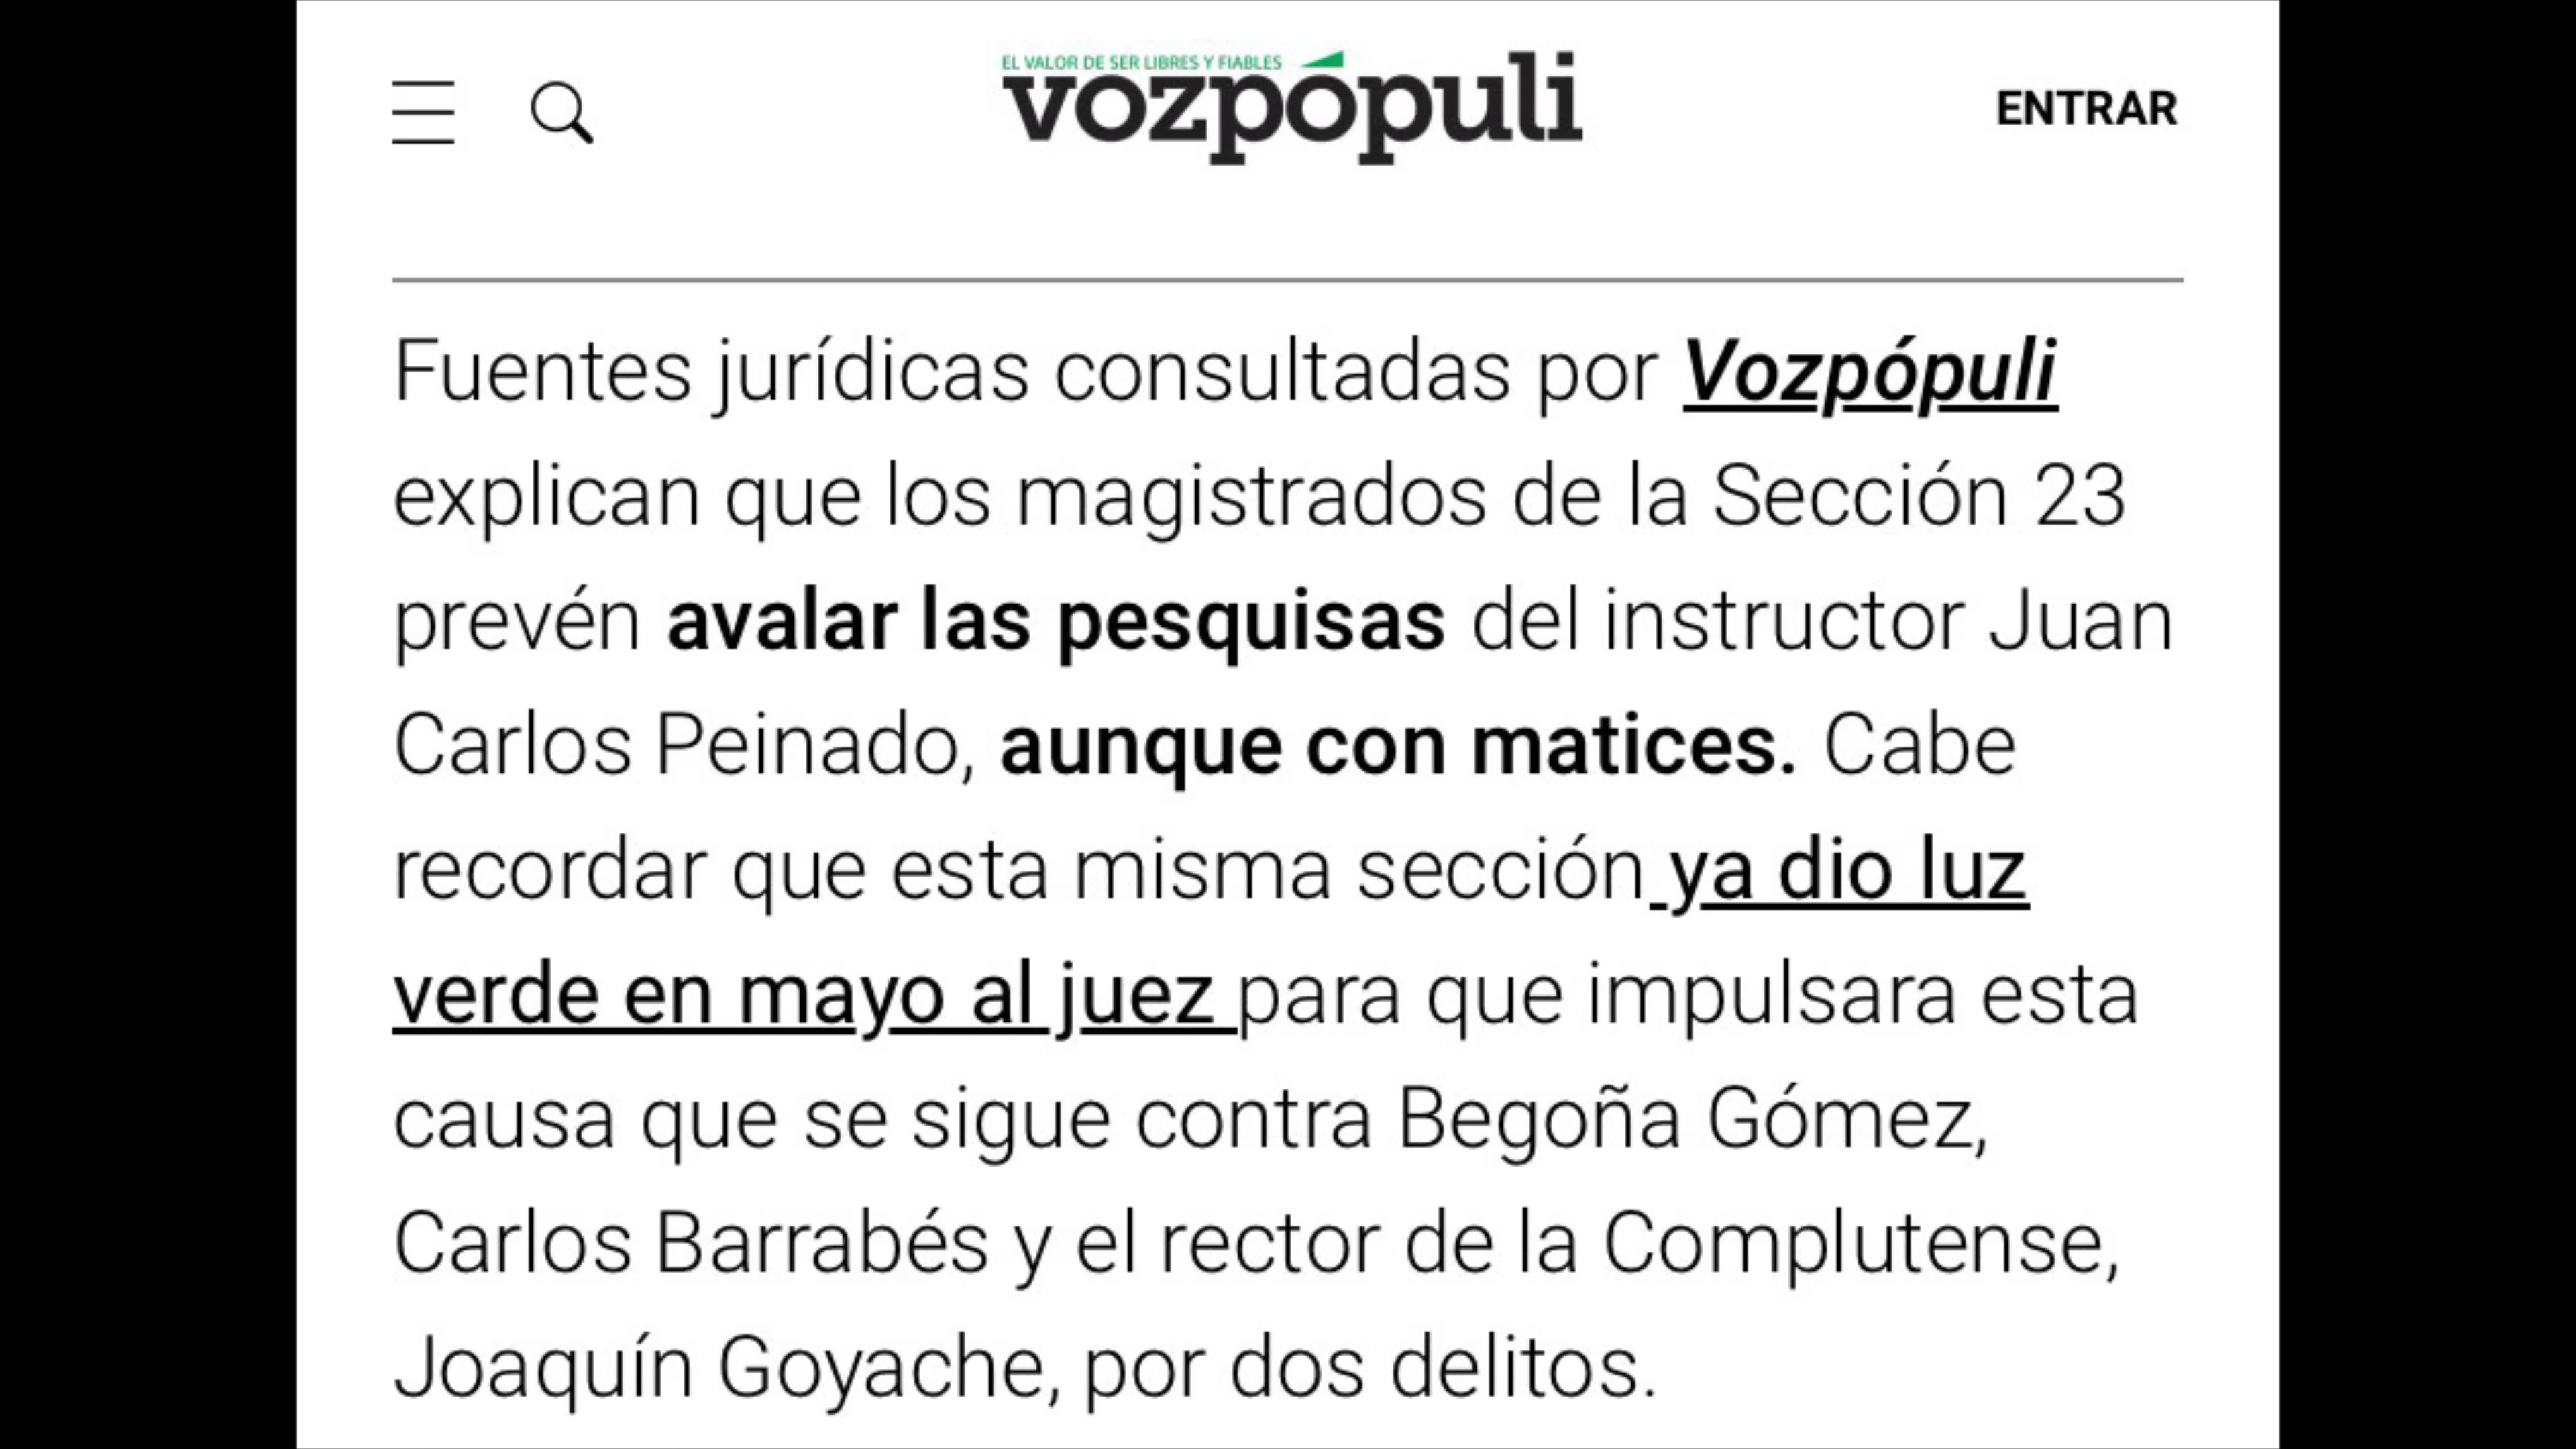 EL VALOR DE SER LIBRES Y FIABLES
vozpópuli
ENTRAR
Fuentes jurídicas consultadas por Vozpópuli
explican que los magistrados de la Sección 23
prevén avalar las pesquisas del instructor Juan
Carlos Peinado, aunque con matices. Cabe
recordar que esta misma sección ya dio luz
verde en mayo al juez para que impulsara esta
causa que se sigue contra Begoña Gómez,
Carlos Barrabés y el rector de la Complutense,
Joaquín Goyache, por dos delitos.